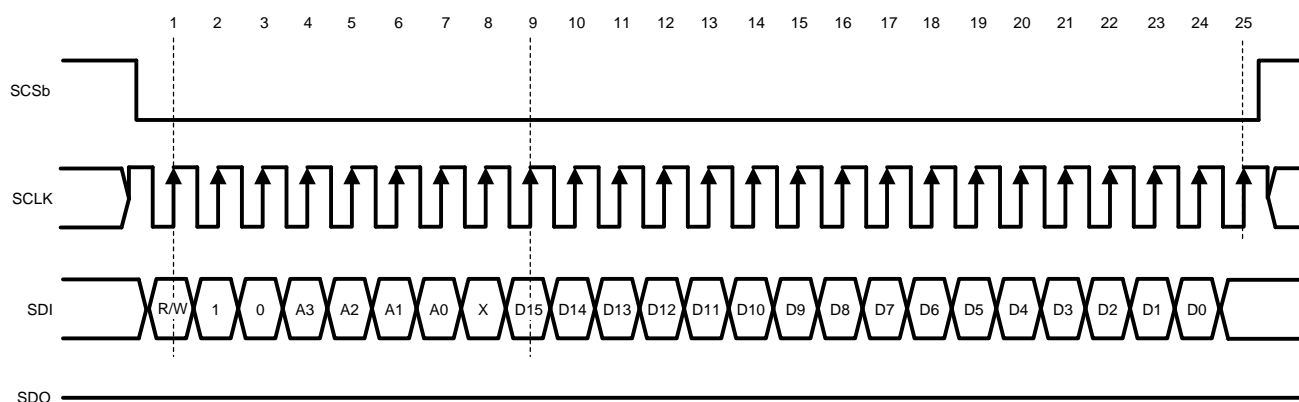 1 2 3 4 5 6 7 8 9 10 11 12 13 14 15 16 17 18 19 20 21 22 23 24 25
SCSb
SCLK
SDI R/W 1 0 A3 A2 A1 A0 X D15 D14 D13 D12 D11 D10 D9 D8 D7 D6 D5 D4 D3 D2 D1 D0
SDO